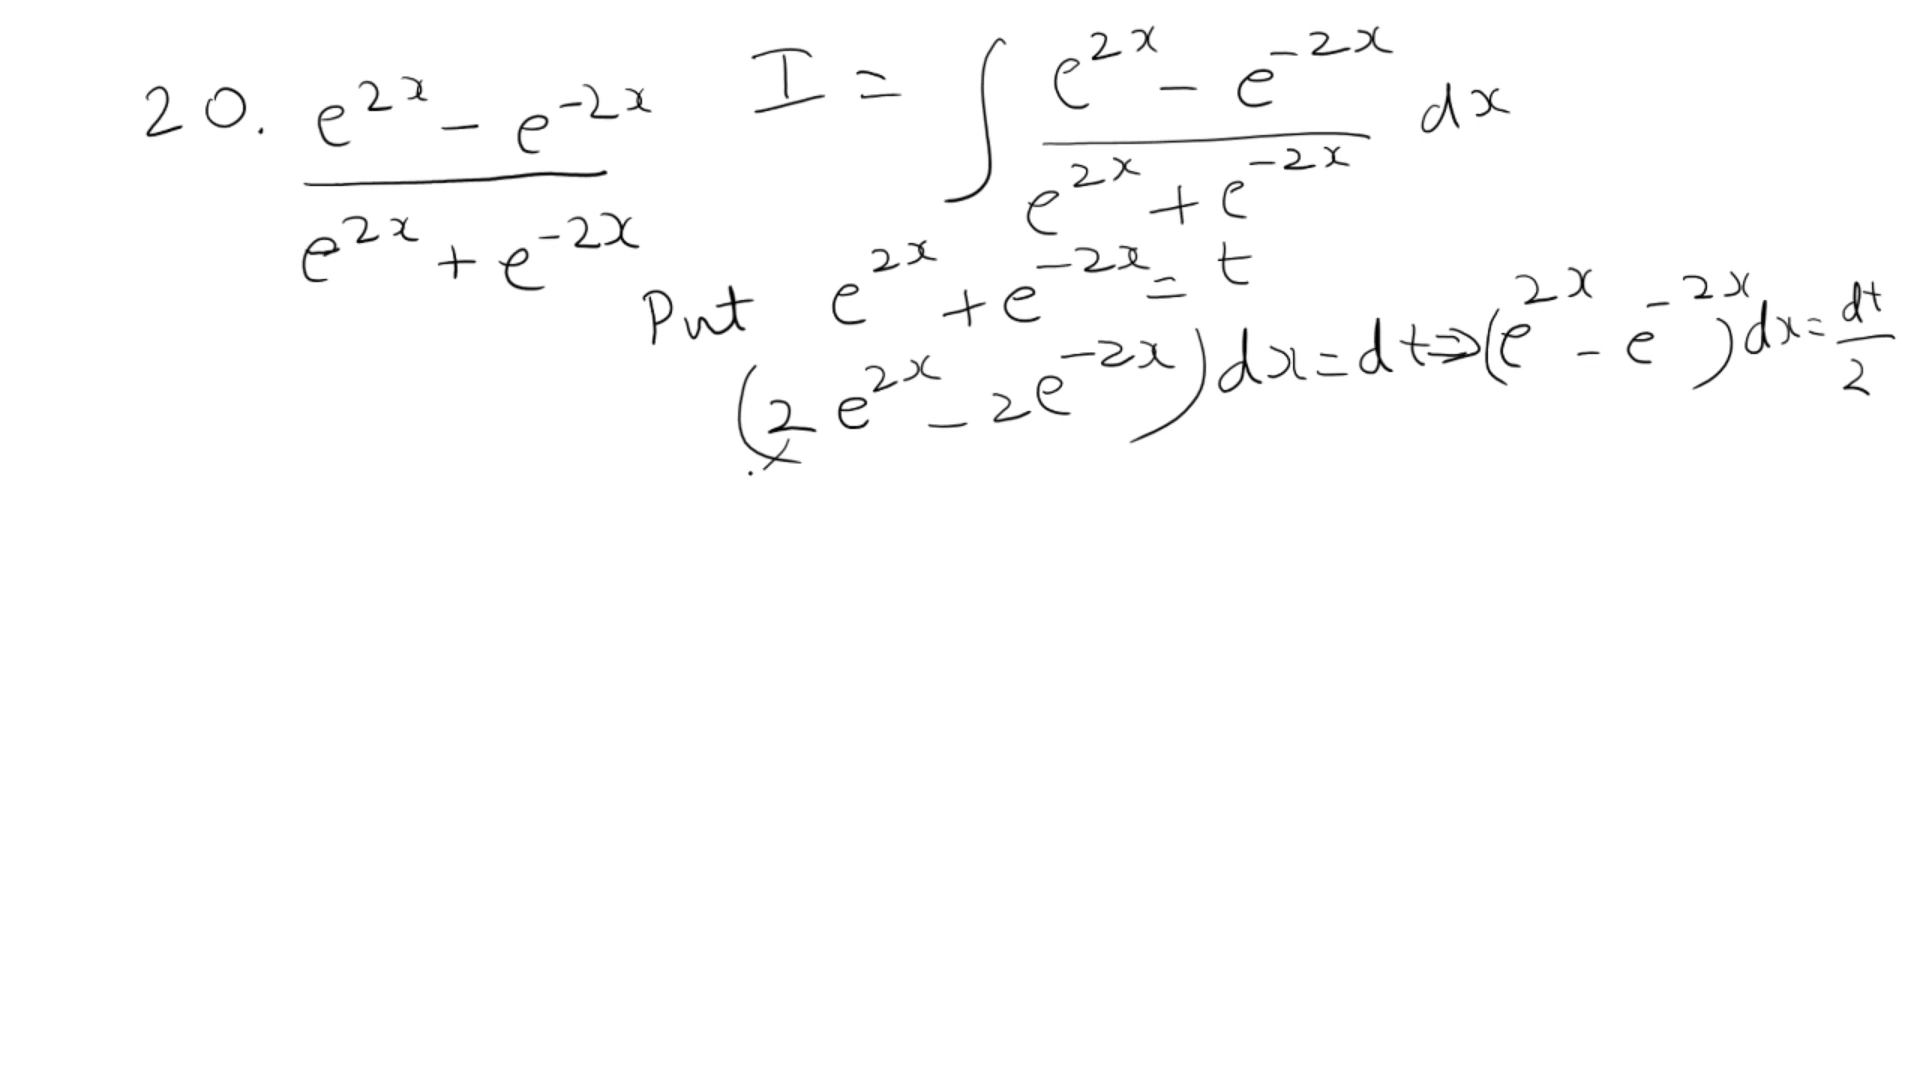 20. (e^{2x} - e^{-2x})/(e^{2x} + e^{-2x}) I = ∫ (e^{2x} - e^{-2x})/(e^{2x} + e^{-2x}) dx
Put e^{2x} + e^{-2x} = t
(2e^{2x} - 2e^{-2x})dx = dt ⇒ (e^{2x} - e^{-2x})dx = dt/2